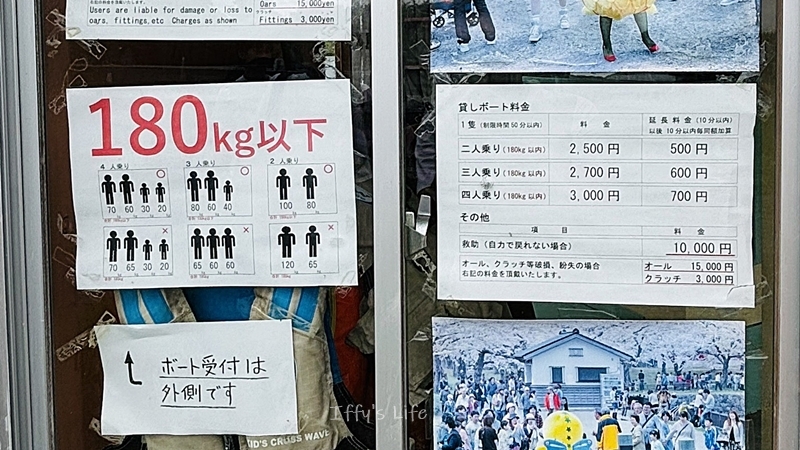 Oars 15,000yen
Users are liable for damage or loss to
oars, fittings,etc Charges as shown
クラッチ
Fittings 3,000yen
180kg以下
4 人乗り 3 人乗り 2 人乗り
70 60 30 20
80 60 40
100 80
70 65 30 20
65 60 60
120 65
ボート受付は
外側です
KID'S CROSS WAVE
貸しボート料金
1隻(制限時間50分以内) 料 金 延長料金(10分以内)
以後10分以内毎同額加算
二人乗り(180kg以内) 2,500円 500円
三人乗り(180kg以内) 2,700円 600円
四人乗り(180kg以内) 3,000円 700円
その他
項 目 料 金
救助(自力で戻れない場合) 10,000円
オール、クラッチ等破損、紛失の場合 オール 15,000円
右記の料金を頂戴いたします。 クラッチ 3,000円
Iffy's Life